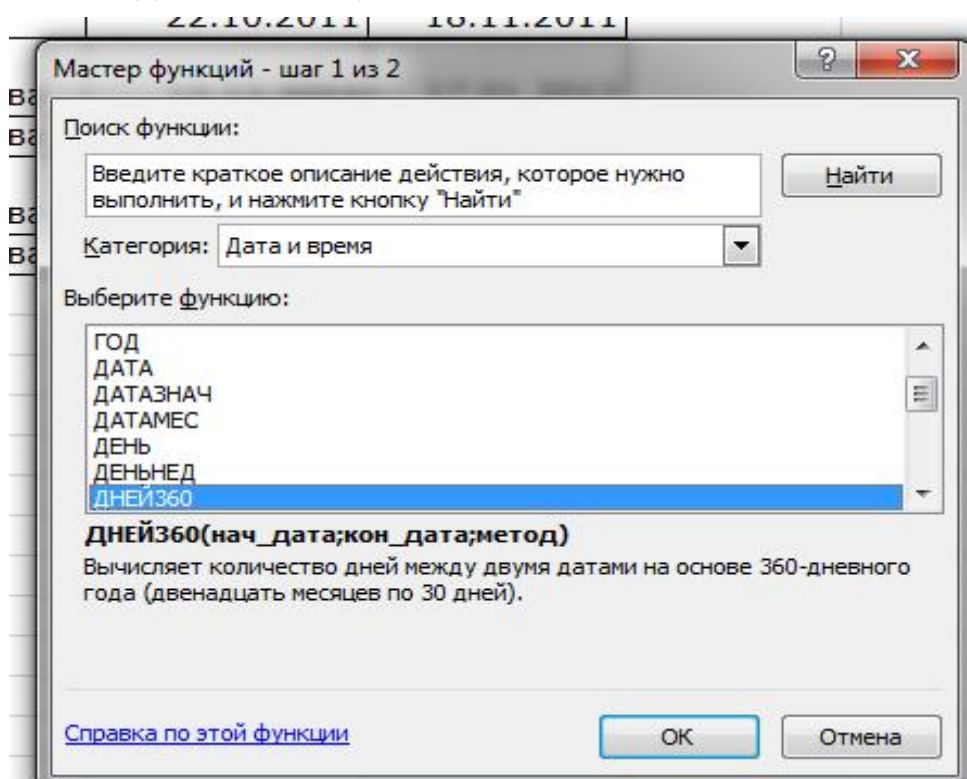 22.10.2011 18.11.2011
Мастер функций - шаг 1 из 2
Поиск функции:
Введите краткое описание действия, которое нужно
выполнить, и нажмите кнопку "Найти"
Найти
Категория: Дата и время
Выберите функцию:
ГОД
ДАТА
ДАТАЗНАЧ
ДАТАМЕС
ДЕНЬ
ДЕНЬНЕД
ДНЕЙ360
ДНЕЙ360(нач_дата;кон_дата;метод)
Вычисляет количество дней между двумя датами на основе 360-дневного
года (двенадцать месяцев по 30 дней).
Справка по этой функции
ОК
Отмена